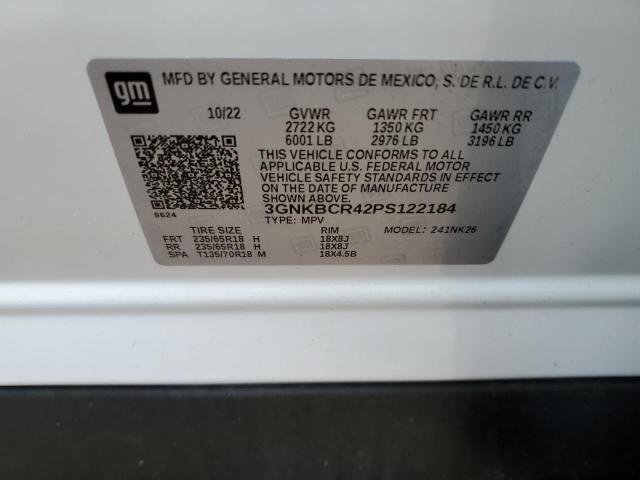 gm
MFD BY GENERAL MOTORS DE MEXICO, S. DE R.L. DE C.V.
10/22 GVWR GAWR FRT GAWR RR
2722 KG 1350 KG 1450 KG
6001 LB 2976 LB 3196 LB
THIS VEHICLE CONFORMS TO ALL
APPLICABLE U.S. FEDERAL MOTOR
VEHICLE SAFETY STANDARDS IN EFFECT
ON THE DATE OF MANUFACTURE
SHOWN ABOVE.
3GNKBCR42PS122184
8624
TYPE: MPV MODEL: 241NK26
TIRE SIZE RIM
FRT 235/65R18 H 18X8J
RR 235/65R18 H 18X8J
SPA T135/70R18 M 18X4.5B